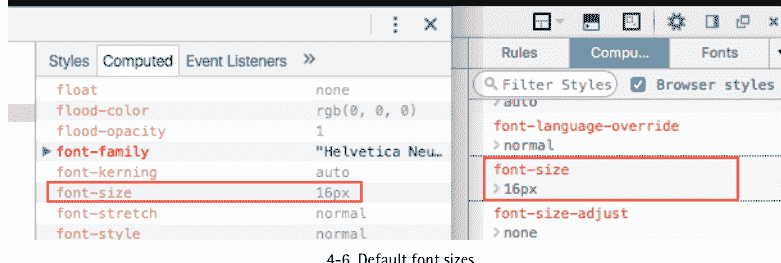 Styles Computed Event Listeners »
float none
flood-color rgb(0, 0, 0)
flood-opacity 1
font-family "Helvetica Neu…
font-kerning auto
font-size 16px
font-stretch normal
font-style normal
Rules Compu… Fonts
Filter Styles Browser styles
auto
font-language-override
normal
font-size
16px
font-size-adjust
none
4-6 Default font sizes